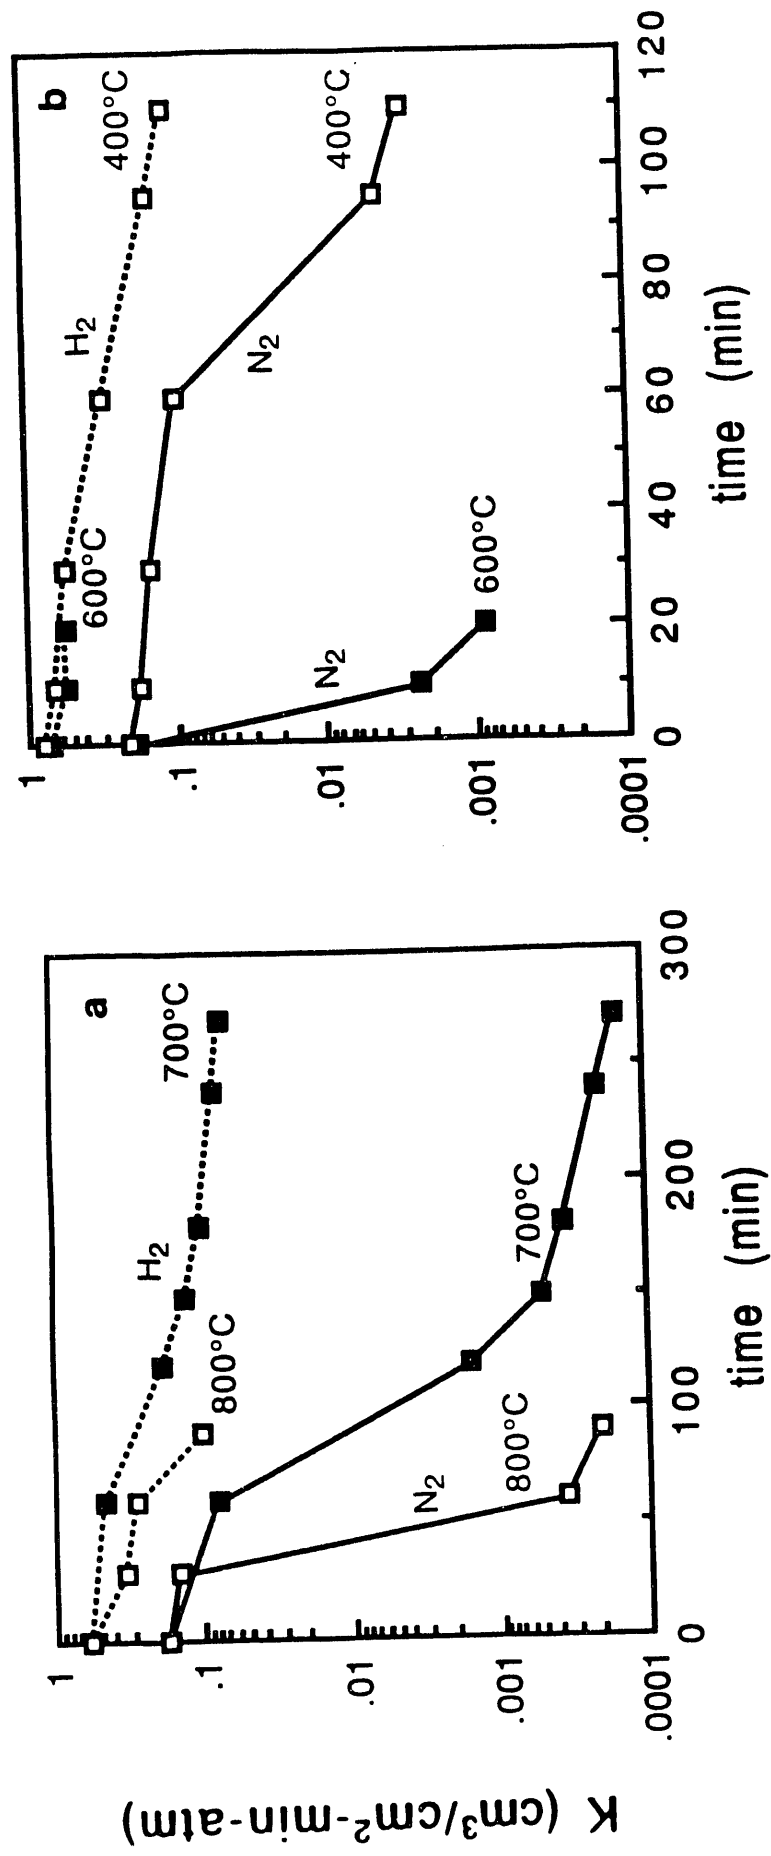 K (cm³/cm²-min-atm)
a
1
.1
.01
.001
.0001
H₂
700°C
800°C
N₂
800°C
700°C
0
100
200
300
time (min)
b
1
.1
.01
.001
.0001
600°C
H₂
400°C
N₂
600°C
N₂
400°C
0
20
40
60
80
100
120
time (min)